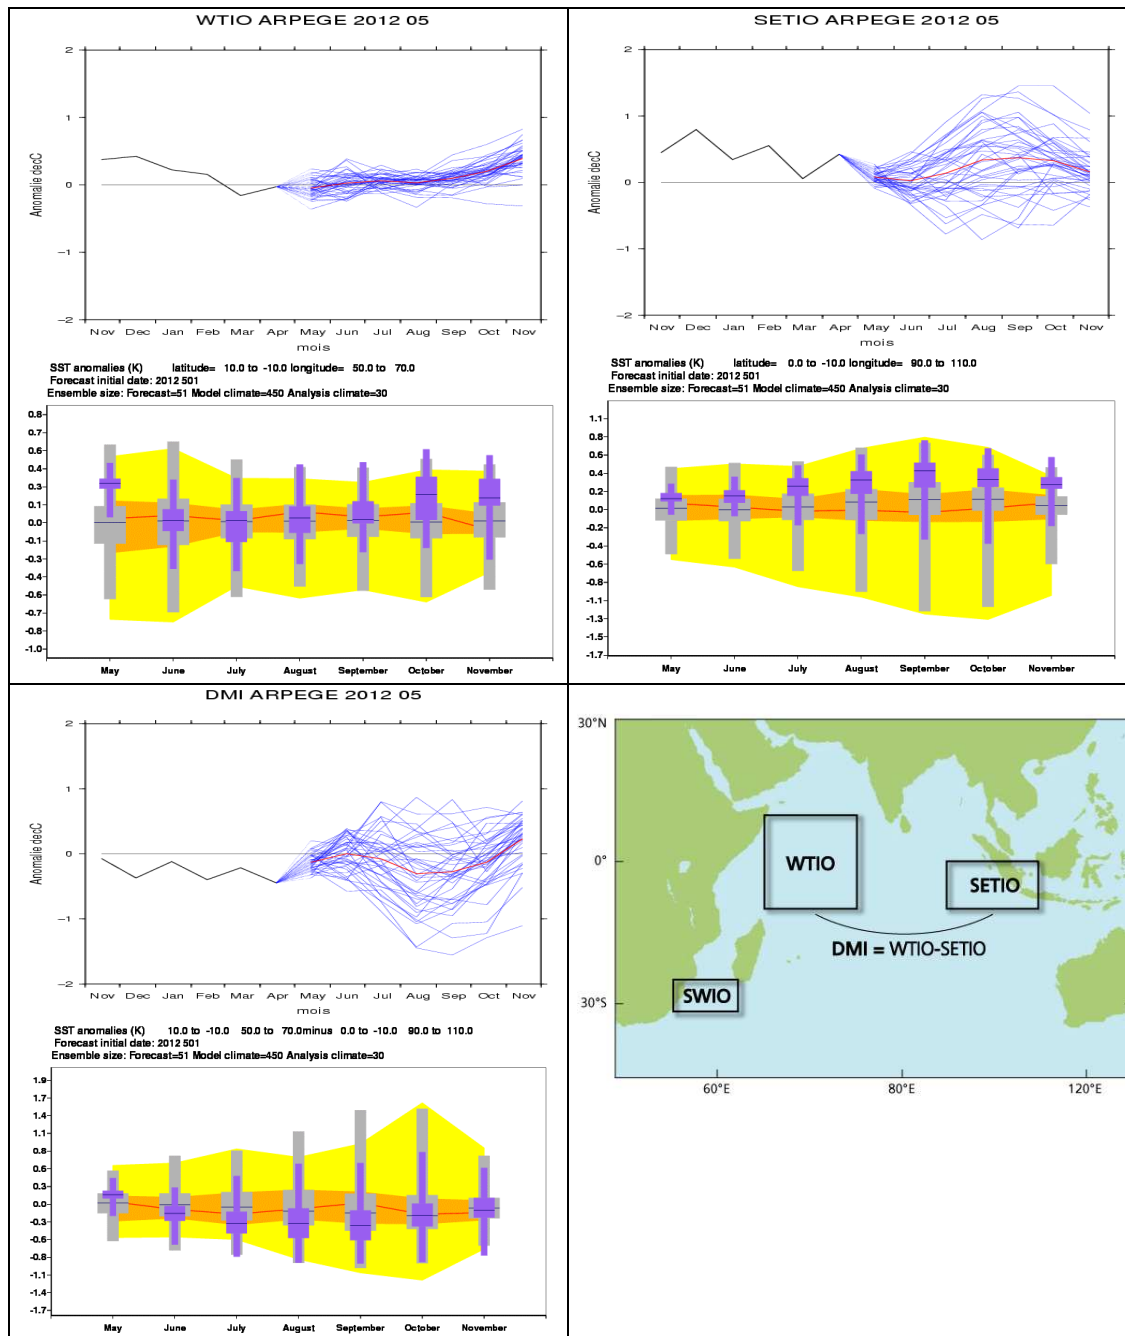 WTIO ARPEGE 2012 05
2
1
0
−1
−2
Anomalie decC
Nov Dec Jan Feb Mar Apr May Jun Jul Aug Sep Oct Nov
mois
SST anomalies (K) latitude= 10.0 to -10.0 longitude= 50.0 to 70.0
Forecast initial date: 2012 501
Ensemble size: Forecast=51 Model climate=450 Analysis climate=30
0.8
0.7
0.6
0.4
0.3
0.1
0.0
-0.1
-0.3
-0.4
-0.6
-0.7
-0.8
-1.0
May June July August September October November
SETIO ARPEGE 2012 05
2
1
0
−1
−2
Anomalie decC
Nov Dec Jan Feb Mar Apr May Jun Jul Aug Sep Oct Nov
mois
SST anomalies (K) latitude= 0.0 to -10.0 longitude= 90.0 to 110.0
Forecast initial date: 2012 501
Ensemble size: Forecast=51 Model climate=450 Analysis climate=30
1.1
0.8
0.6
0.4
0.2
0.0
-0.2
-0.4
-0.6
-0.8
-1.1
-1.3
-1.5
-1.7
May June July August September October November
DMI ARPEGE 2012 05
2
1
0
−1
−2
Anomalie decC
Nov Dec Jan Feb Mar Apr May Jun Jul Aug Sep Oct Nov
mois
SST anomalies (K) 10.0 to -10.0 50.0 to 70.0minus 0.0 to -10.0 90.0 to 110.0
Forecast initial date: 2012 501
Ensemble size: Forecast=51 Model climate=450 Analysis climate=30
1.9
1.7
1.4
1.1
0.8
0.5
0.3
0.0
-0.3
-0.6
-0.8
-1.1
-1.4
-1.7
May June July August September October November
30°N
0°
30°S
WTIO
SETIO
DMI = WTIO-SETIO
SWIO
60°E 80°E 120°E